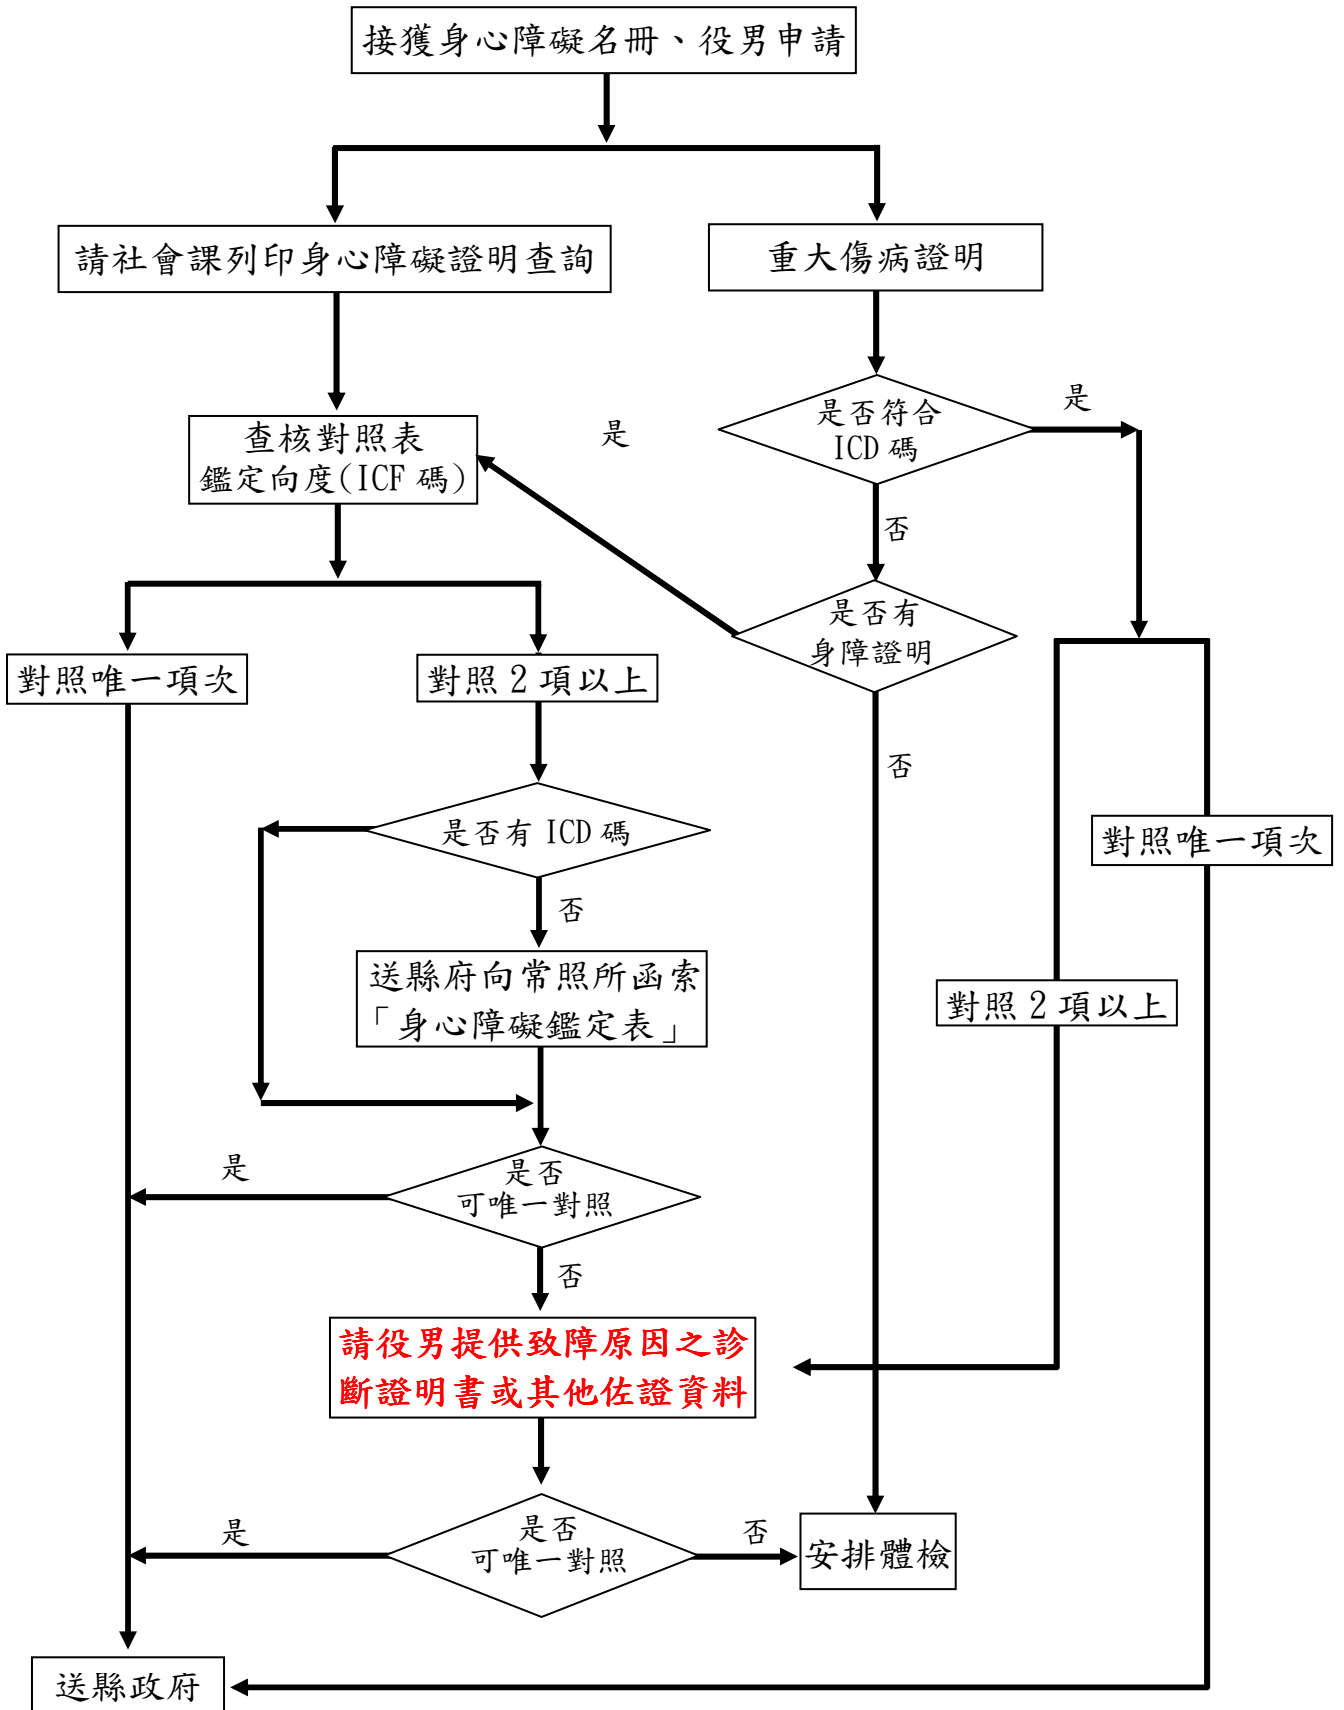 接獲身心障礙名冊、役男申請
請社會課列印身心障礙證明查詢
重大傷病證明
是否符合
ICD 碼
是
是
查核對照表
鑑定向度(ICF 碼)
否
是否有
身障證明
對照唯一項次
對照 2 項以上
否
是否有 ICD 碼
對照唯一項次
否
送縣府向常照所函索
「身心障礙鑑定表」
對照 2 項以上
是
是否
可唯一對照
否
請役男提供致障原因之診
斷證明書或其他佐證資料
是
是否
可唯一對照
否
安排體檢
送縣政府